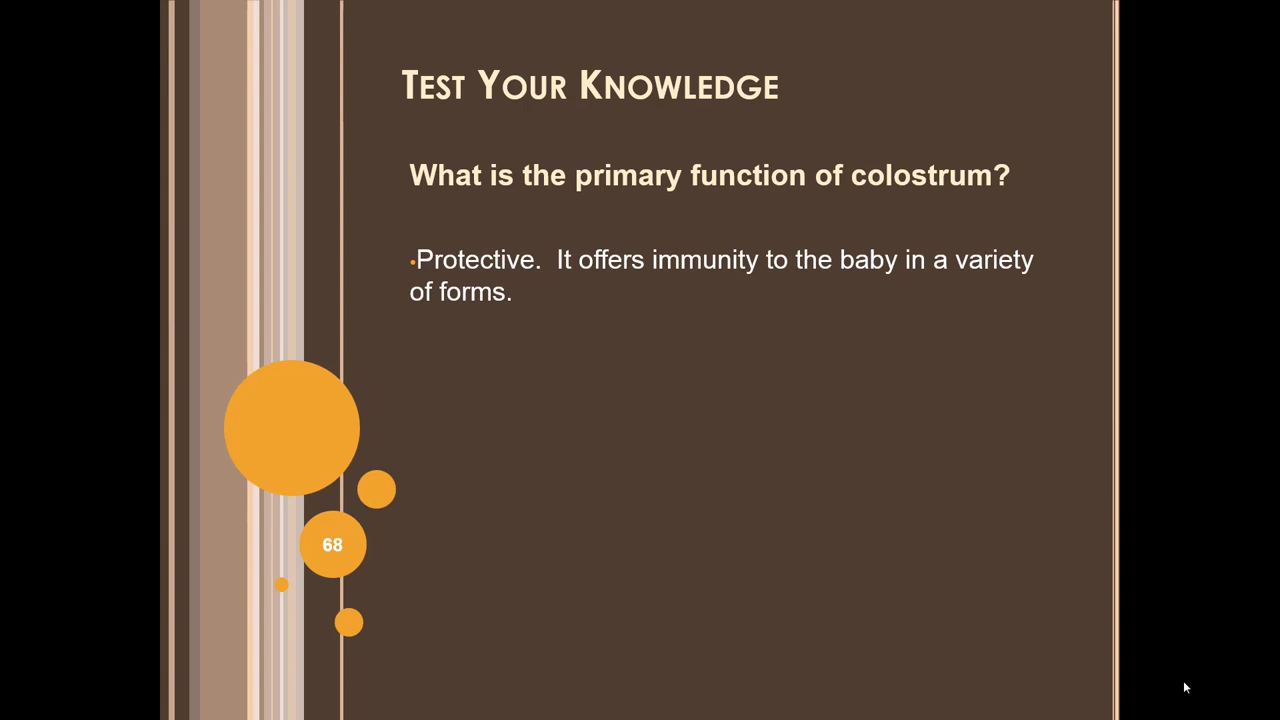 Test Your Knowledge
What is the primary function of colostrum?
•Protective.  It offers immunity to the baby in a variety
of forms.
68